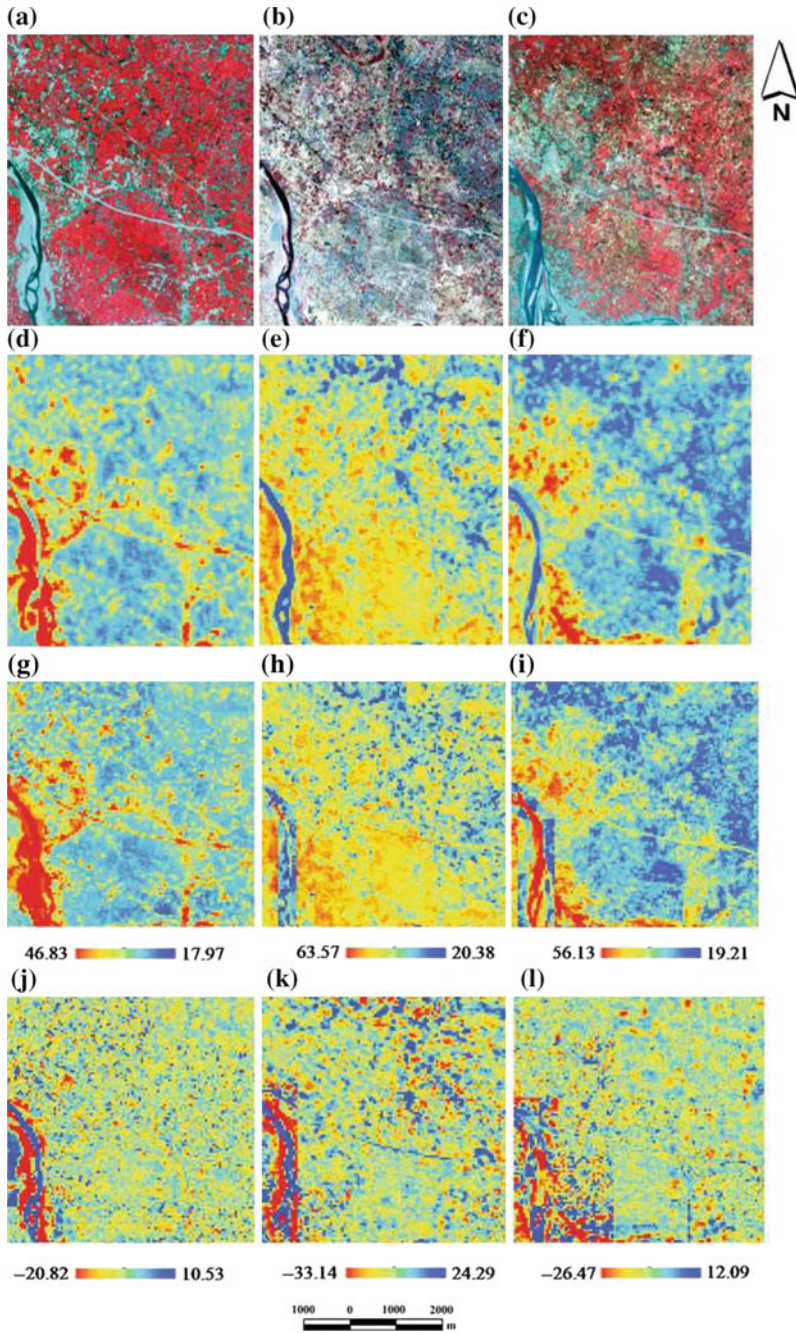 (a) (b) (c)
N
(d) (e) (f)
(g) (h) (i)
46.83 17.97 63.57 20.38 56.13 19.21
(j) (k) (l)
−20.82 10.53 −33.14 24.29 −26.47 12.09
1000 0 1000 2000
m